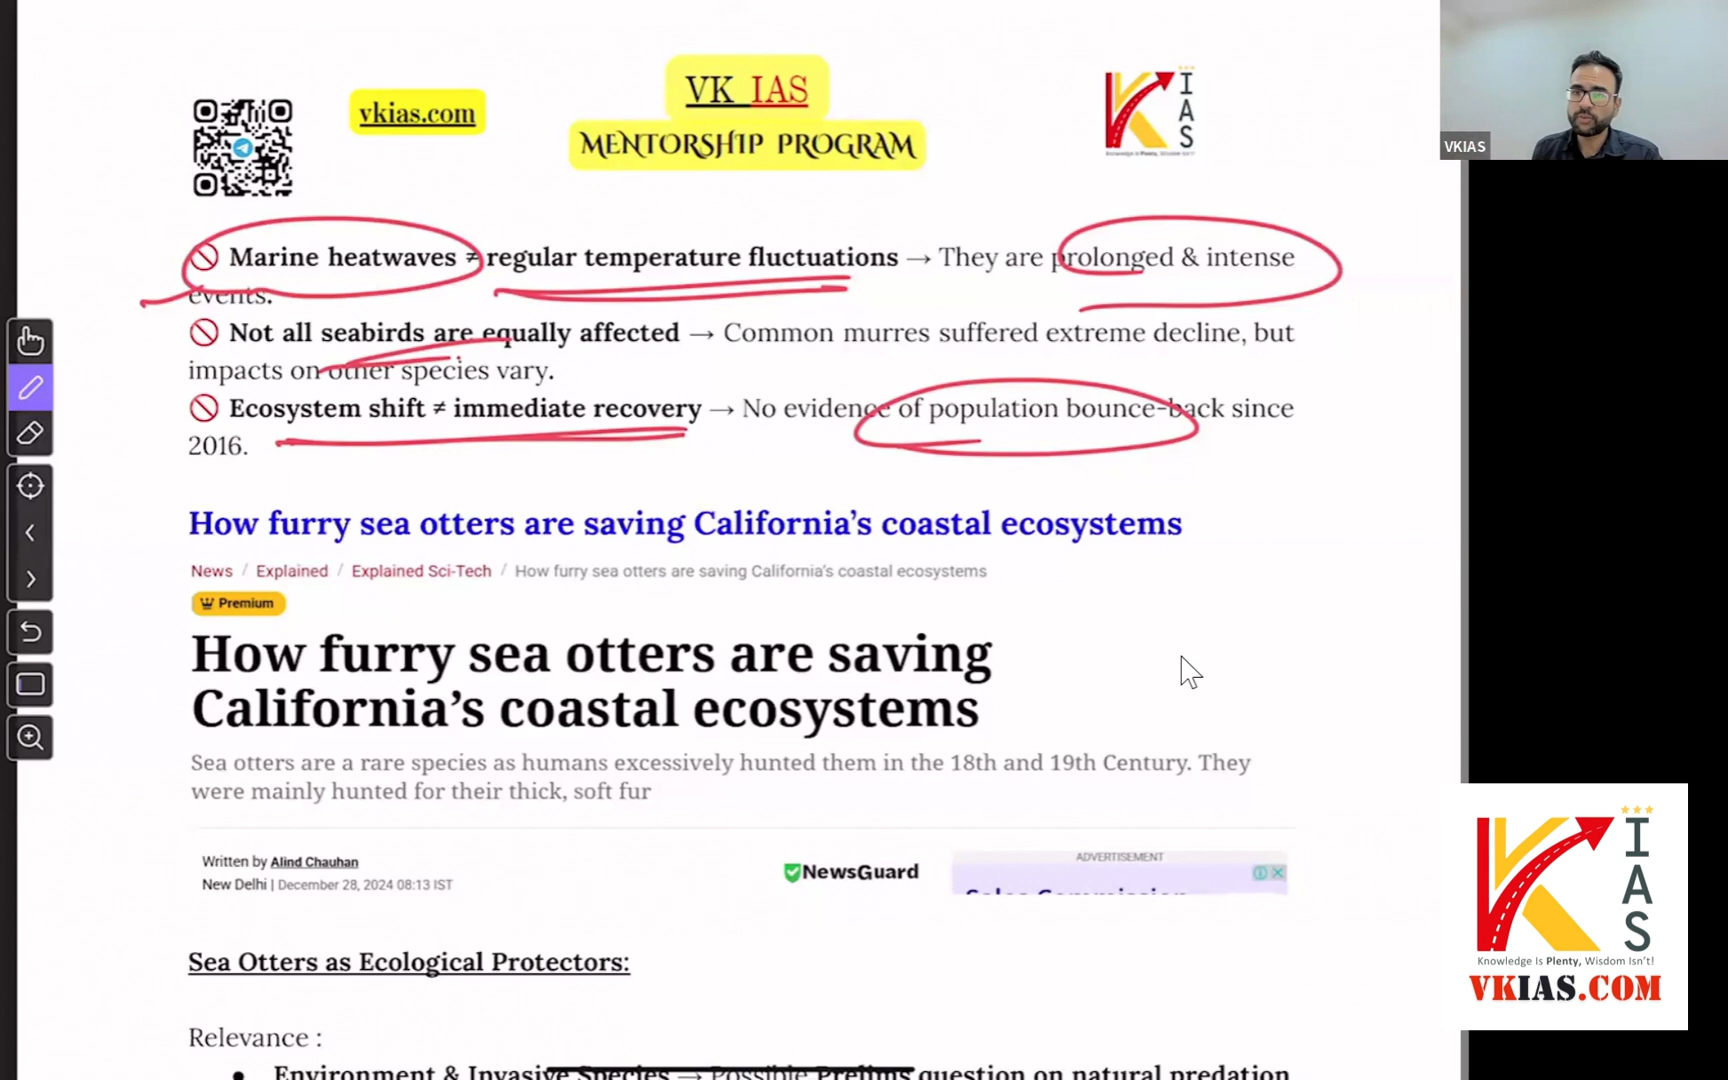 vkias.com
VK IAS
MENTORSHIP PROGRAM
IAS
VKIAS
🚫 Marine heatwaves ≠ regular temperature fluctuations → They are prolonged & intense
events.
🚫 Not all seabirds are equally affected → Common murres suffered extreme decline, but
impacts on other species vary.
🚫 Ecosystem shift ≠ immediate recovery → No evidence of population bounce-back since
2016.
How furry sea otters are saving California's coastal ecosystems
News / Explained / Explained Sci-Tech / How furry sea otters are saving California's coastal ecosystems
Premium
How furry sea otters are saving
California's coastal ecosystems
Sea otters are a rare species as humans excessively hunted them in the 18th and 19th Century. They
were mainly hunted for their thick, soft fur
Written by Alind Chauhan
New Delhi | December 28, 2024 08:13 IST
NewsGuard
ADVERTISEMENT
Sea Otters as Ecological Protectors:
Relevance :
● Environment & Invasive Species → Possible Prelims question on natural predation
K IAS
Knowledge Is Plenty, Wisdom Isn't!
VKIAS.COM